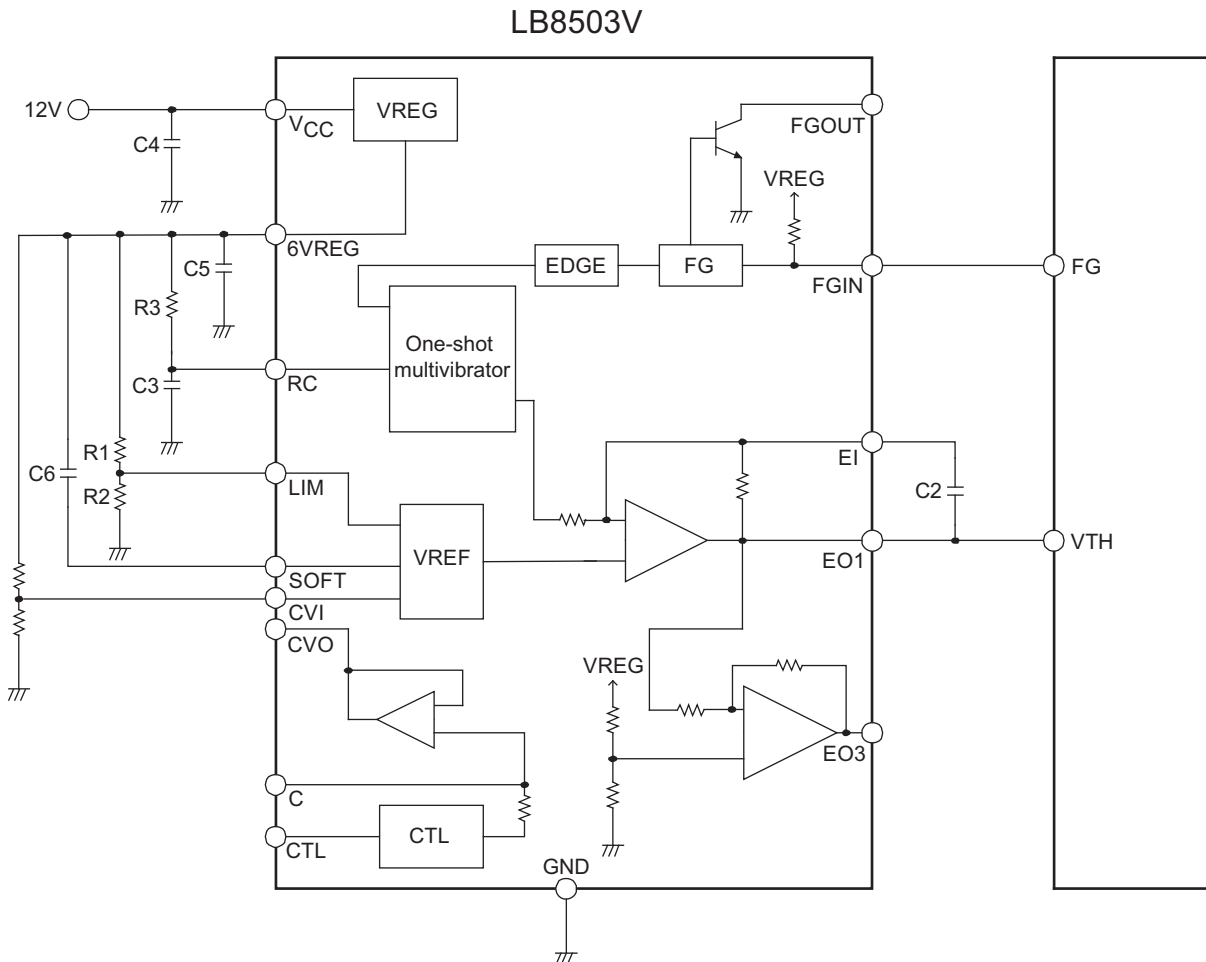 LB8503V
12V
VCC
VREG
C4
FGOUT
VREG
6VREG
C5
EDGE
FG
FGIN
FG
R3
One-shot
multivibrator
C3
RC
R1
C6
R2
LIM
EI
C2
VREF
EO1
VTH
SOFT
CVI
CVO
VREG
EO3
C
CTL
CTL
GND